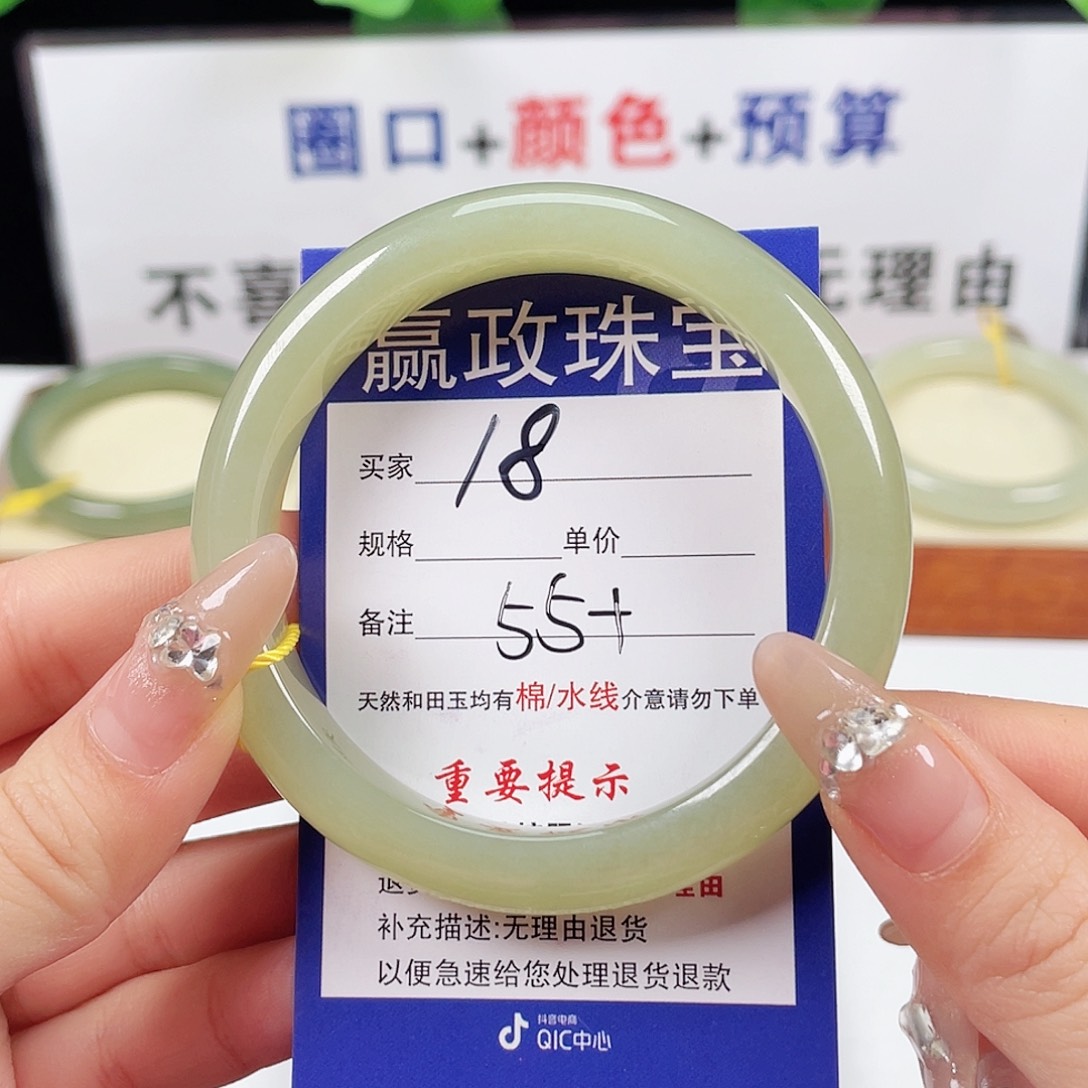 圈口+颜色+预算
不喜 无理由
赢政珠宝
买家 18
规格 单价
备注 55+
天然和田玉均有棉/水线介意请勿下单
重要提示
退 理由
补充描述:无理由退货
以便急速给您处理退货退款
抖音电商
QIC中心